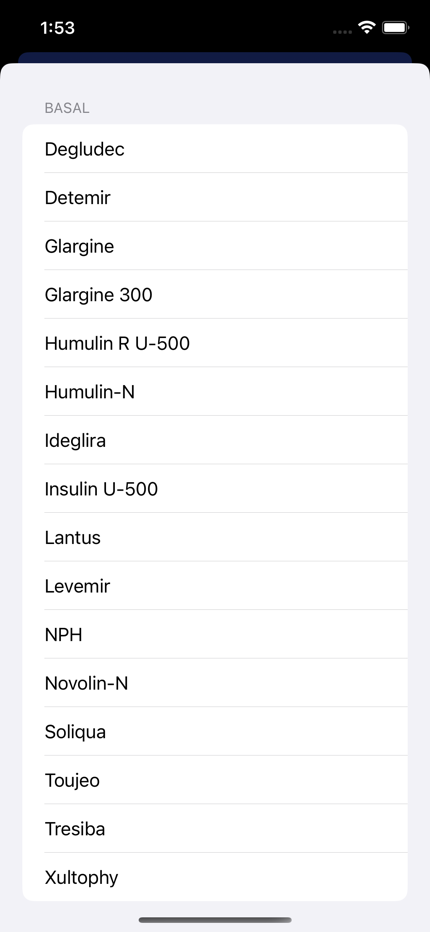 1:53
BASAL
Degludec
Detemir
Glargine
Glargine 300
Humulin R U-500
Humulin-N
Ideglira
Insulin U-500
Lantus
Levemir
NPH
Novolin-N
Soliqua
Toujeo
Tresiba
Xultophy